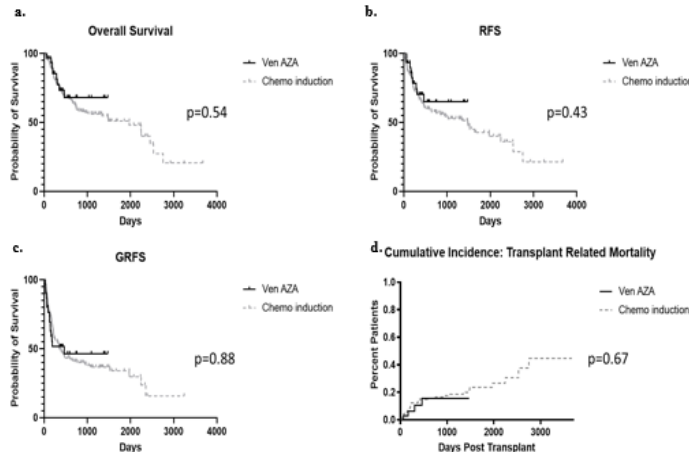 a.
Overall Survival
Probability of Survival
100
50
0
0 1000 2000 3000 4000
Days
Ven AZA
Chemo induction
p=0.54
b.
RFS
Probability of Survival
100
50
0
0 1000 2000 3000 4000
Days
Ven AZA
Chemo induction
p=0.43
c.
GRFS
Probability of Survival
100
50
0
0 1000 2000 3000 4000
Days
Ven AZA
Chemo induction
p=0.88
d.
Cumulative Incidence: Transplant Related Mortality
Percent Patients
1.0
0.8
0.6
0.4
0.2
0.0
0 1000 2000 3000
Days Post Transplant
Ven AZA
Chemo induction
p=0.67